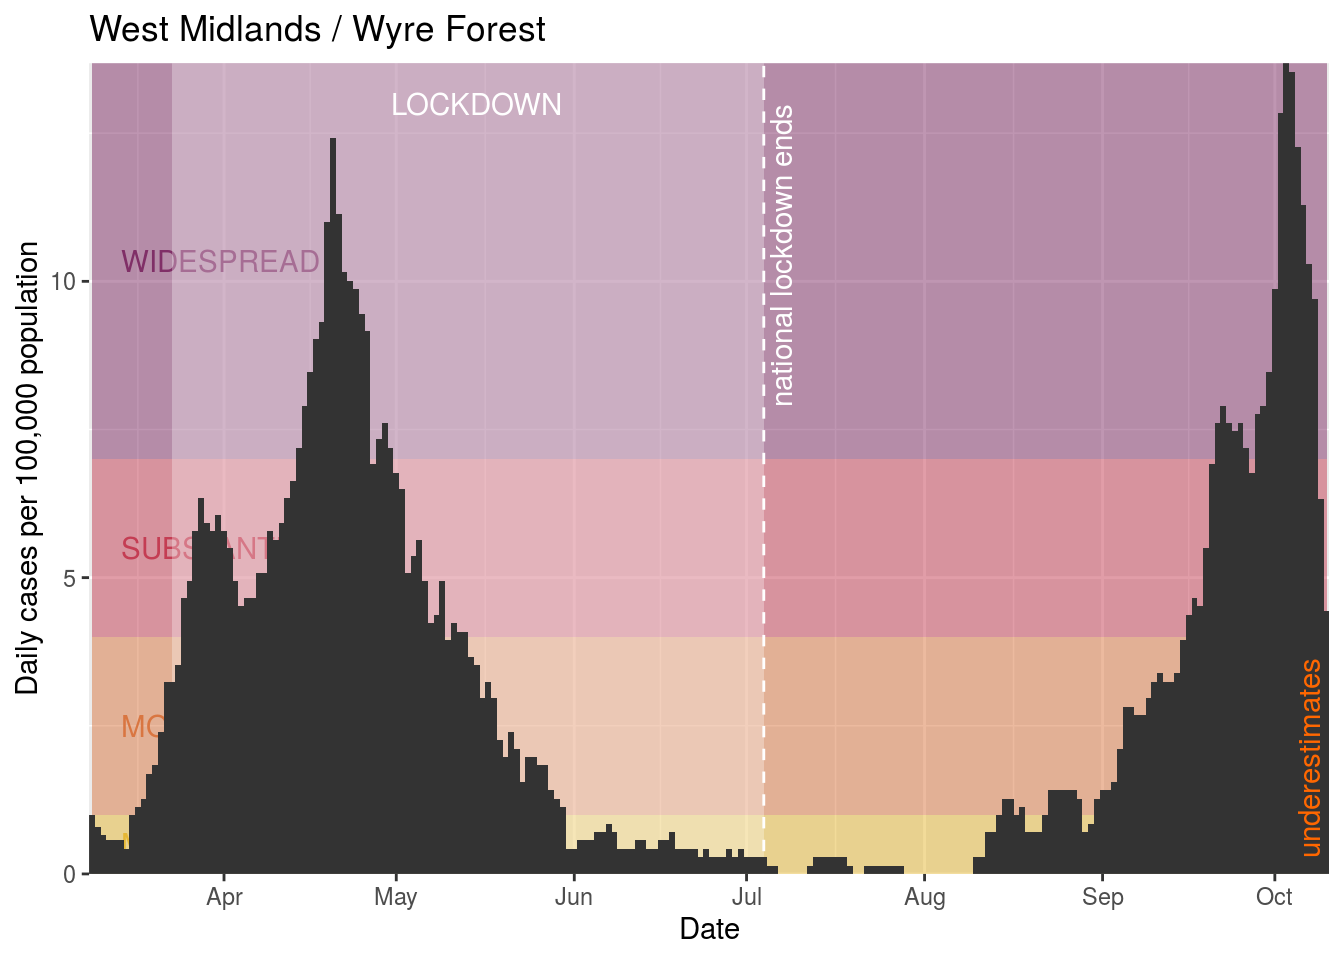 West Midlands / Wyre Forest
LOCKDOWN
national lockdown ends
WIDESPREAD
underestimates
Daily cases per 100,000 population
10
5
0
Apr
May
Jun
Jul
Aug
Sep
Oct
Date